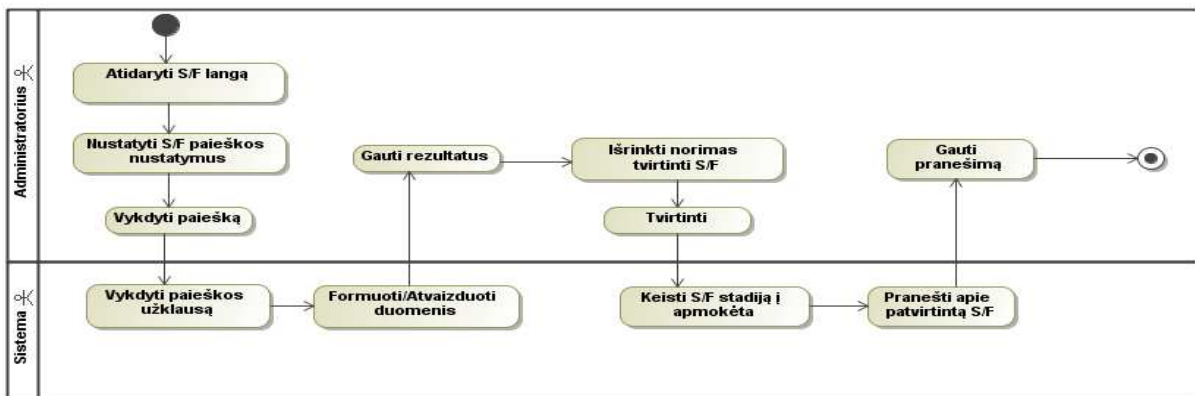 Administratorius
Atidaryti S/F langą
Nustatyti S/F paieškos
nustatymus
Vykdyti paiešką
Gauti rezultatus
Išrinkti norimas
tvirtinti S/F
Tvirtinti
Gauti
pranešimą
Sistema
Vykdyti paieškos
užklausą
Formuoti/Atvaizduoti
duomenis
Keisti S/F stadiją į
apmokėta
Pranešti apie
patvirtintą S/F